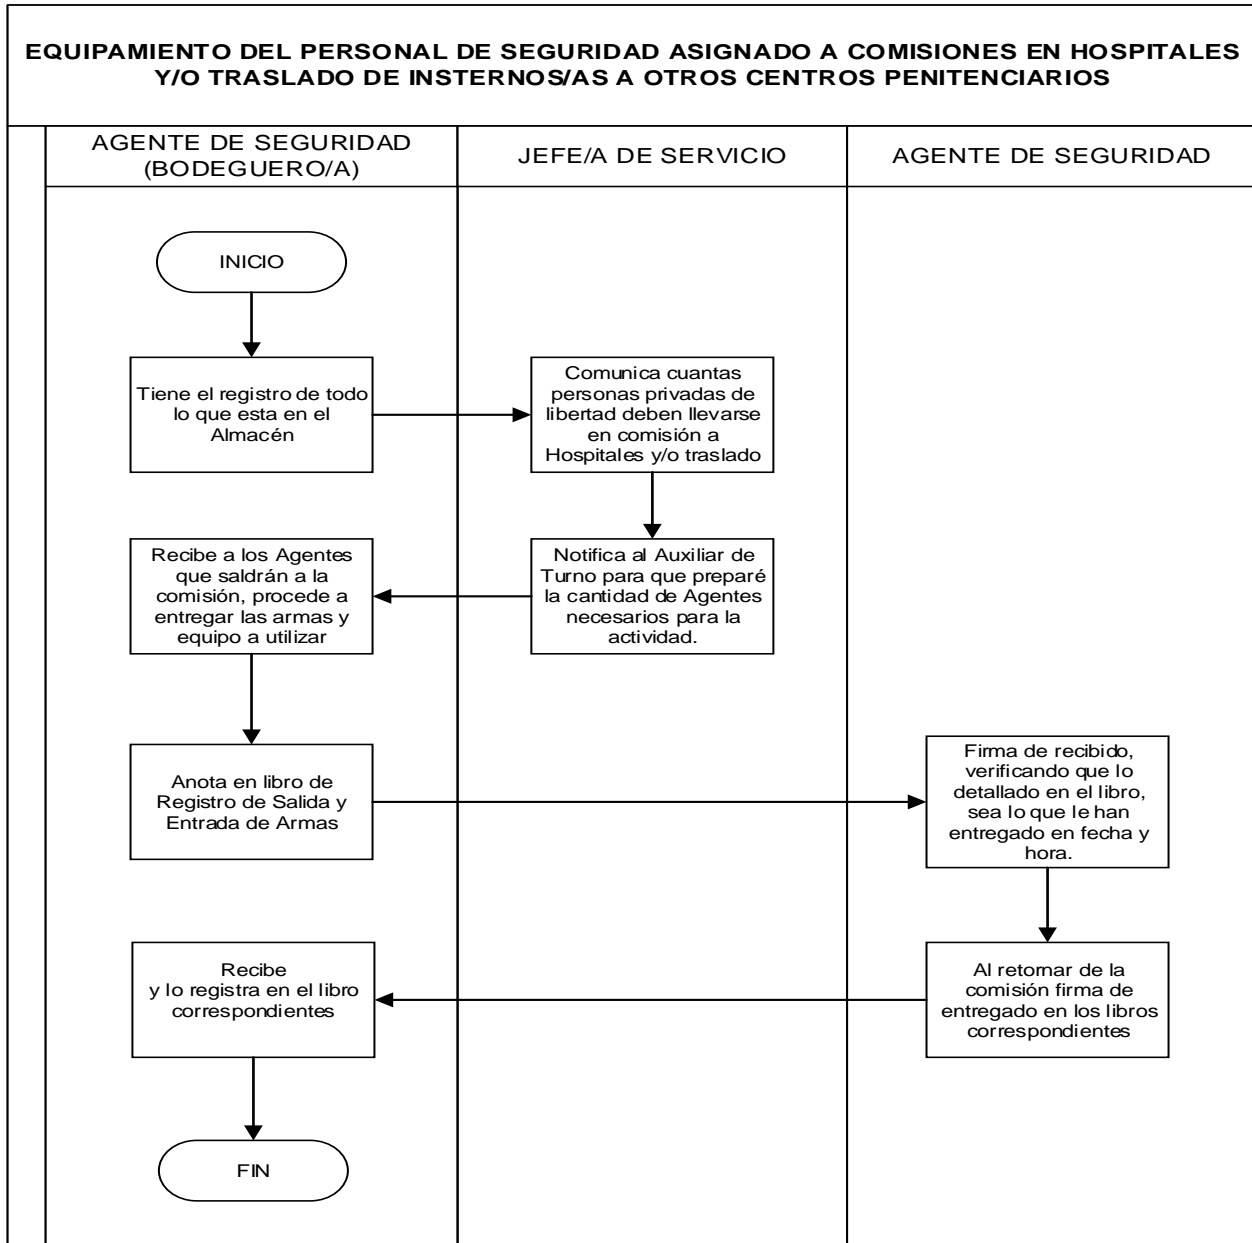 EQUIPAMIENTO DEL PERSONAL DE SEGURIDAD ASIGNADO A COMISIONES EN HOSPITALES
Y/O TRASLADO DE INSTERNOS/AS A OTROS CENTROS PENITENCIARIOS
AGENTE DE SEGURIDAD
(BODEGUERO/A)
JEFE/A DE SERVICIO
AGENTE DE SEGURIDAD
INICIO
Tiene el registro de todo
lo que esta en el
Almacén
Comunica cuantas
personas privadas de
libertad deben llevarse
en comisión a
Hospitales y/o traslado
Notifica al Auxiliar de
Turno para que preparé
la cantidad de Agentes
necesarios para la
actividad.
Recibe a los Agentes
que saldrán a la
comisión, procede a
entregar las armas y
equipo a utilizar
Anota en libro de
Registro de Salida y
Entrada de Armas
Firma de recibido,
verificando que lo
detallado en el libro,
sea lo que le han
entregado en fecha y
hora.
Al retornar de la
comisión firma de
entregado en los libros
correspondientes
Recibe
y lo registra en el libro
correspondientes
FIN